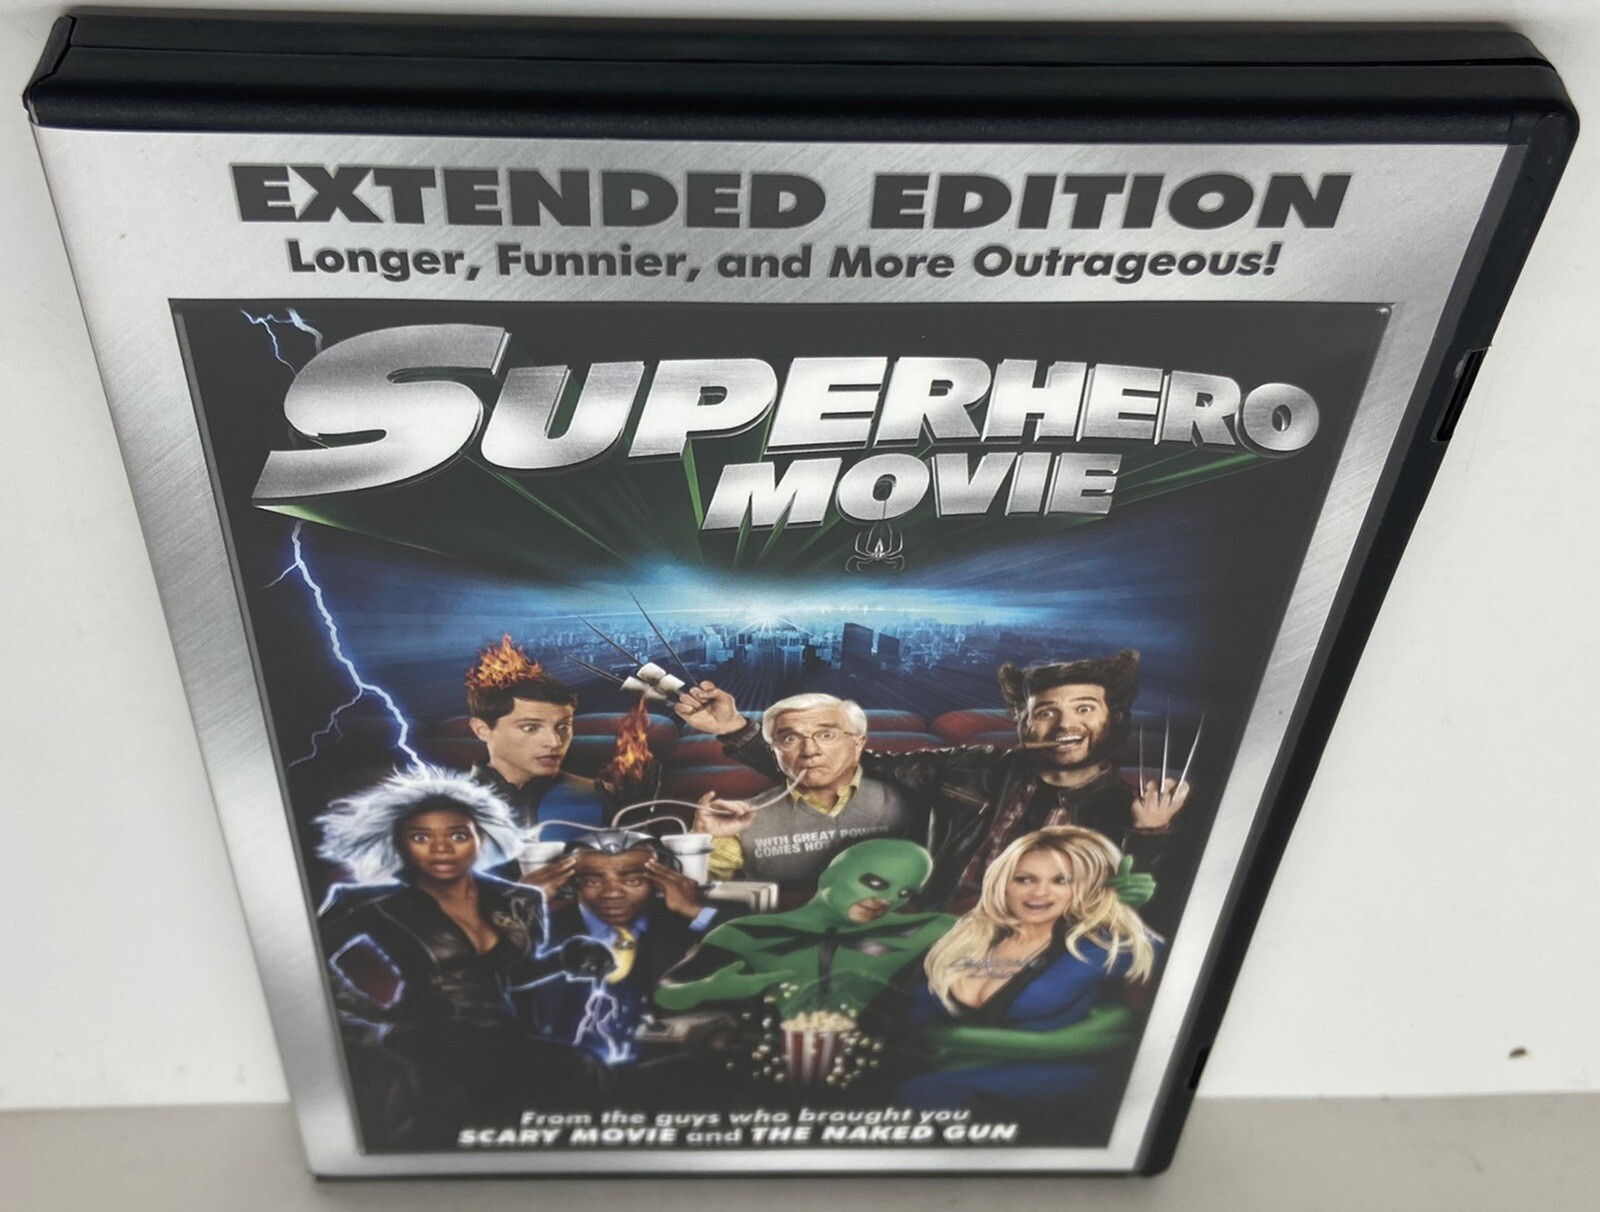 EXTENDED EDITION
Longer, Funnier, and More Outrageous!
SUPERHERO
MOVIE
WITH GREAT POWER
COMES
From the guys who brought you
SCARY MOVIE and THE NAKED GUN